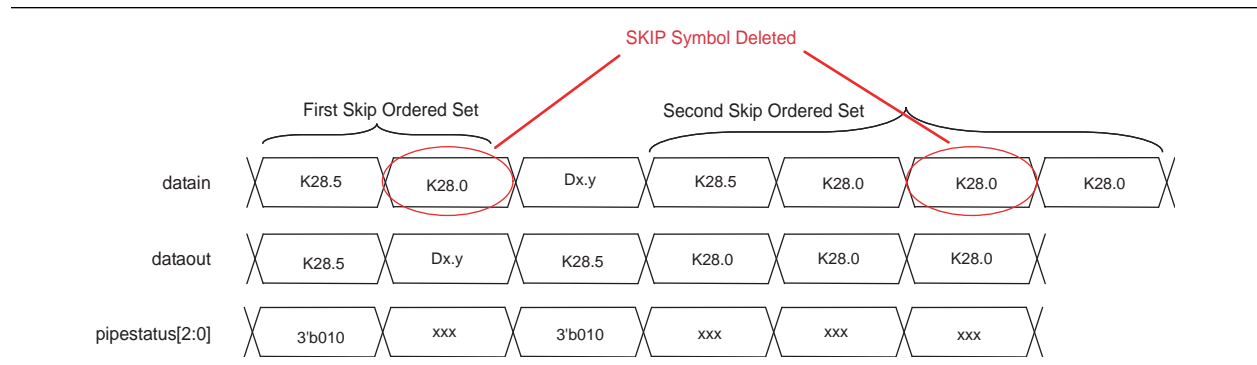 SKIP Symbol Deleted
First Skip Ordered Set Second Skip Ordered Set
datain K28.5 K28.0 Dx.y K28.5 K28.0 K28.0 K28.0
dataout K28.5 Dx.y K28.5 K28.0 K28.0 K28.0
pipestatus[2:0] 3'b010 xxx 3'b010 xxx xxx xxx